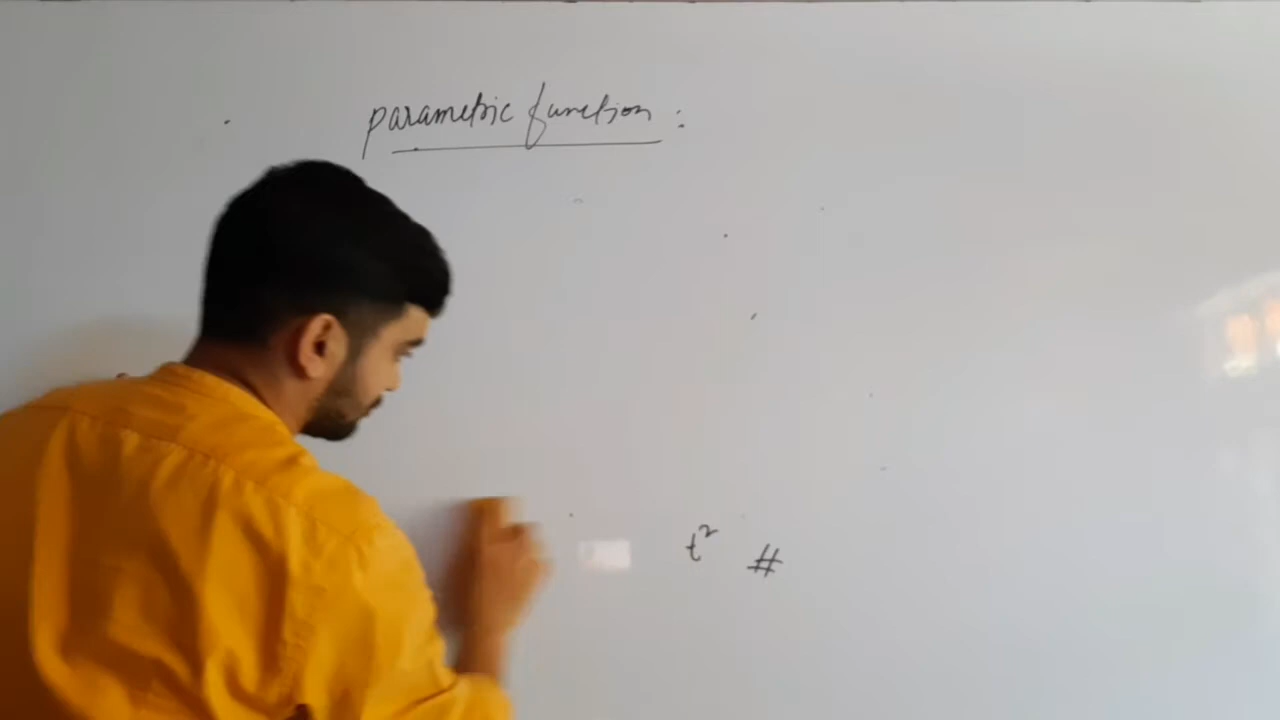 parametric function :
t² #